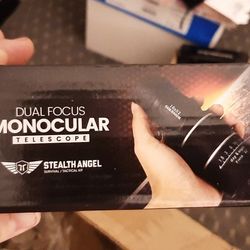 DUAL FOCUS
MONOCULAR
TELESCOPE
STEALTH ANGEL
SURVIVAL / TACTICAL KIT